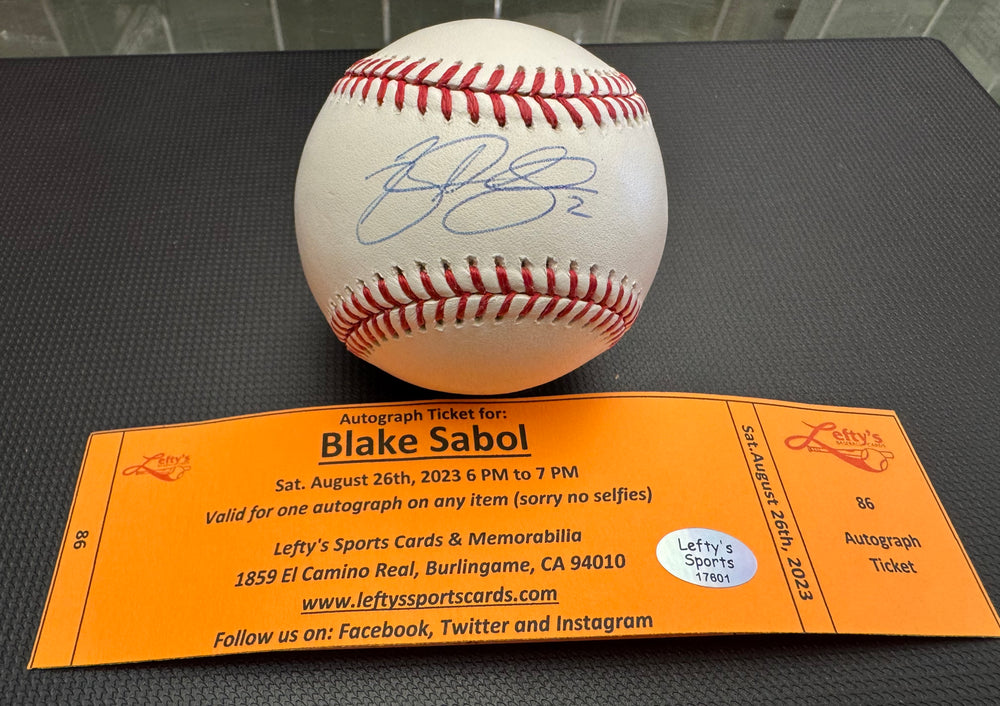 2
Autograph Ticket for:
Blake Sabol
Sat. August 26th, 2023 6 PM to 7 PM
Valid for one autograph on any item (sorry no selfies)
Lefty's Sports Cards & Memorabilia
1859 El Camino Real, Burlingame, CA 94010
www.leftyssportscards.com
Follow us on: Facebook, Twitter and Instagram
Lefty's
86
Lefty's
Sports
17601
Sat. August 26th, 2023
Lefty's
BASEBALL CARDS
86
Autograph
Ticket